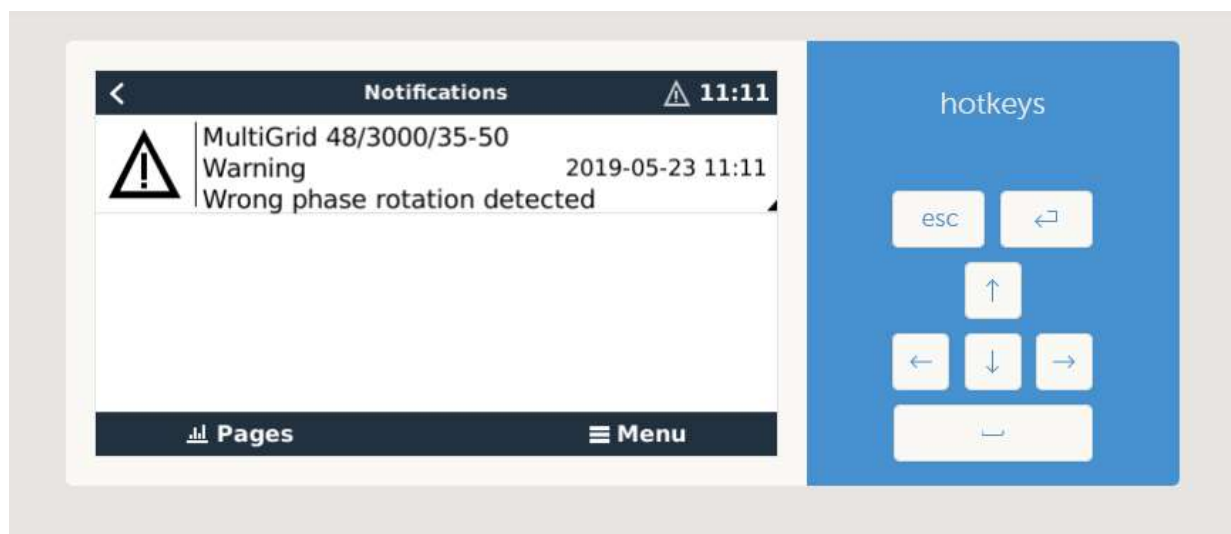 Notifications
11:11
hotkeys
MultiGrid 48/3000/35-50
Warning
2019-05-23 11:11
Wrong phase rotation detected
esc
Pages
Menu